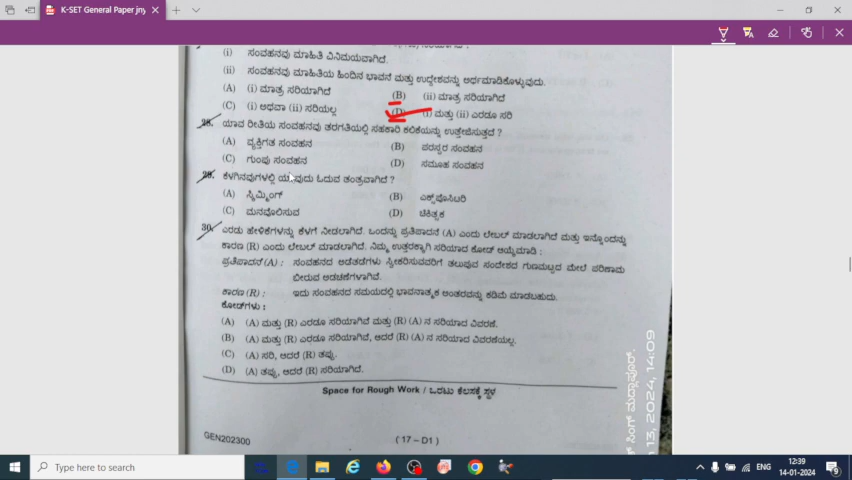 K-SET General Paper jny
(i) ಸಂವಹನವು ಮಾಹಿತಿ ವಿನಿಮಯವಾಗಿದೆ.
(ii) ಸಂವಹನವು ಮಾಹಿತಿಯ ಹಿಂದಿನ ಭಾವನೆ ಮತ್ತು ಉದ್ದೇಶವನ್ನು ಅರ್ಥಮಾಡಿಕೊಳ್ಳುವುದು.
(A) (i) ಮಾತ್ರ ಸರಿಯಾಗಿದೆ (B) (ii) ಮಾತ್ರ ಸರಿಯಾಗಿದೆ
(C) (i) ಅಥವಾ (ii) ಸರಿಯಲ್ಲ (D) (i) ಮತ್ತು (ii) ಎರಡೂ ಸರಿ
28. ಯಾವ ರೀತಿಯ ಸಂವಹನವು ತರಗತಿಯಲ್ಲಿ ಸಹಕಾರಿ ಕಲಿಕೆಯನ್ನು ಉತ್ತೇಜಿಸುತ್ತದೆ ?
(A) ವ್ಯಕ್ತಿಗತ ಸಂವಹನ (B) ಪರಸ್ಪರ ಸಂವಹನ
(C) ಗುಂಪು ಸಂವಹನ (D) ಸಮೂಹ ಸಂವಹನ
29. ಕೆಳಗಿನವುಗಳಲ್ಲಿ ಯಾವುದು ಓದುವ ತಂತ್ರವಾಗಿದೆ ?
(A) ಸ್ಕಿಮ್ಮಿಂಗ್ (B) ಎಕ್ಸ್‌ಪೊಸಿಟರಿ
(C) ಮನವೊಲಿಸುವ (D) ಚಿಕಿತ್ಸಕ
30. ಎರಡು ಹೇಳಿಕೆಗಳನ್ನು ಕೆಳಗೆ ನೀಡಲಾಗಿದೆ. ಒಂದನ್ನು ಪ್ರತಿಪಾದನೆ (A) ಎಂದು ಲೇಬಲ್ ಮಾಡಲಾಗಿದೆ ಮತ್ತು ಇನ್ನೊಂದನ್ನು
ಕಾರಣ (R) ಎಂದು ಲೇಬಲ್ ಮಾಡಲಾಗಿದೆ. ನಿಮ್ಮ ಉತ್ತರಕ್ಕಾಗಿ ಸರಿಯಾದ ಕೋಡ್ ಆಯ್ಕೆಮಾಡಿ :
ಪ್ರತಿಪಾದನೆ (A) : ಸಂವಹನದ ಅಡೆತಡೆಗಳು ಸ್ವೀಕರಿಸುವವರಿಗೆ ತಲುಪುವ ಸಂದೇಶದ ಗುಣಮಟ್ಟದ ಮೇಲೆ ಪರಿಣಾಮ
ಬೀರುವ ಅಡಚಣೆಗಳಾಗಿವೆ.
ಕಾರಣ (R) : ಇದು ಸಂವಹನದ ಸಮಯದಲ್ಲಿ ಭಾವನಾತ್ಮಕ ಅಂತರವನ್ನು ಕಡಿಮೆ ಮಾಡಬಹುದು.
ಕೋಡ್‌ಗಳು :
(A) (A) ಮತ್ತು (R) ಎರಡೂ ಸರಿಯಾಗಿವೆ ಮತ್ತು (R) (A) ನ ಸರಿಯಾದ ವಿವರಣೆ.
(B) (A) ಮತ್ತು (R) ಎರಡೂ ಸರಿಯಾಗಿವೆ, ಆದರೆ (R) (A) ನ ಸರಿಯಾದ ವಿವರಣೆಯಲ್ಲ.
(C) (A) ಸರಿ, ಆದರೆ (R) ತಪ್ಪು.
(D) (A) ತಪ್ಪು, ಆದರೆ (R) ಸರಿಯಾಗಿದೆ.
Space for Rough Work / ಒರಟು ಕೆಲಸಕ್ಕೆ ಸ್ಥಳ
GEN202300
( 17 – D1 )
ಸಿಂಗ್
13, 2024, 14:09
Type here to search
ENG
12:39
14-01-2024
9